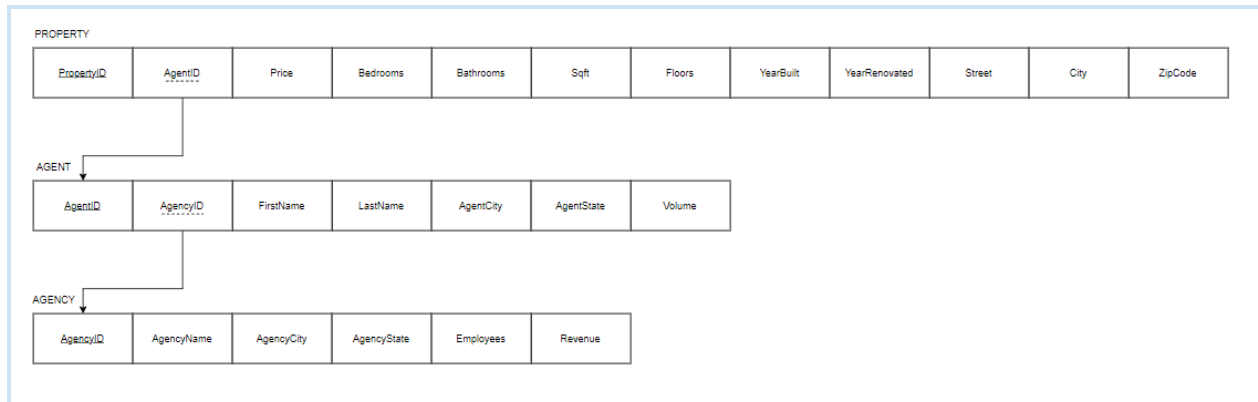 PROPERTY
PropertyID AgentID Price Bedrooms Bathrooms Sqft Floors YearBuilt YearRenovated Street City ZipCode
AGENT
AgentID AgencyID FirstName LastName AgentCity AgentState Volume
AGENCY
AgencyID AgencyName AgencyCity AgencyState Employees Revenue